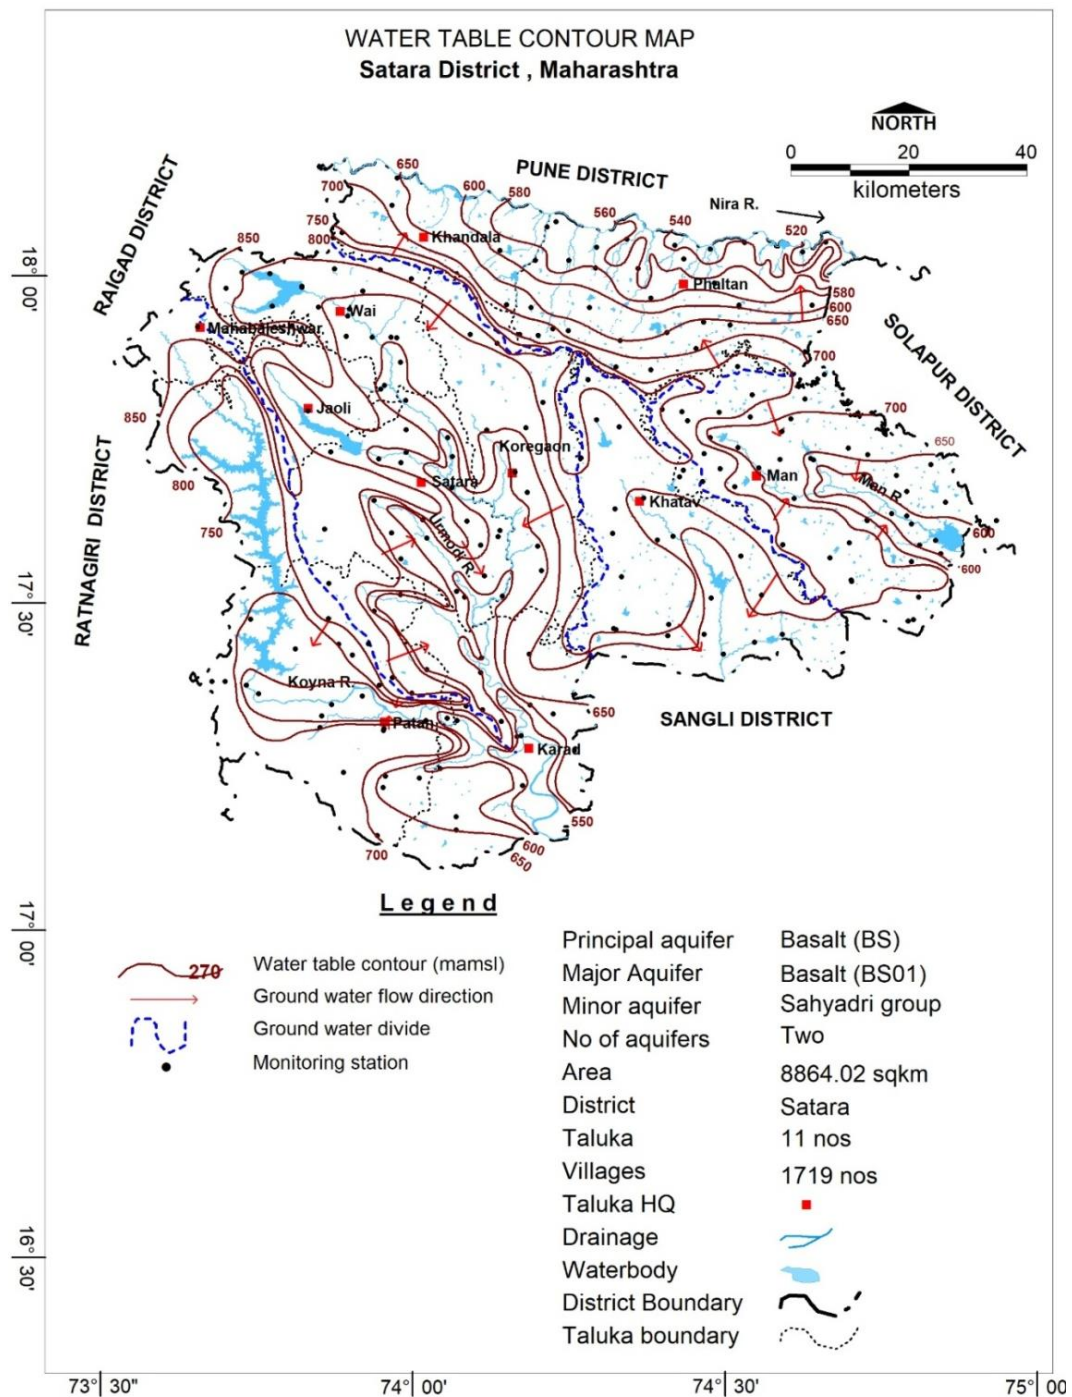 WATER TABLE CONTOUR MAP
Satara District , Maharashtra
NORTH
0 20 40
kilometers
PUNE DISTRICT
RAIGAD DISTRICT
Nira R.
650
700
600
580
560
540
520
750
800
Khandala
850
18° 00'
Phaltan
580
600
650
Wai
Mahabaleshwar
SOLAPUR DISTRICT
700
850
Jaoli
700
Koregaon
650
RATNAGIRI DISTRICT
800
Satara
Man
Man R.
Khatav
750
Urmodi R.
600
600
17° 30'
Koyna R.
650
SANGLI DISTRICT
Patan
Karad
550
600
650
700
Legend
17° 00'
270
Water table contour (mamsl)
Ground water flow direction
Ground water divide
Monitoring station
Principal aquifer Basalt (BS)
Major Aquifer Basalt (BS01)
Minor aquifer Sahyadri group
No of aquifers Two
Area 8864.02 sqkm
District Satara
Taluka 11 nos
Villages 1719 nos
Taluka HQ
Drainage
Waterbody
District Boundary
Taluka boundary
16° 30'
73° 30' 74° 00' 74° 30' 75° 00'